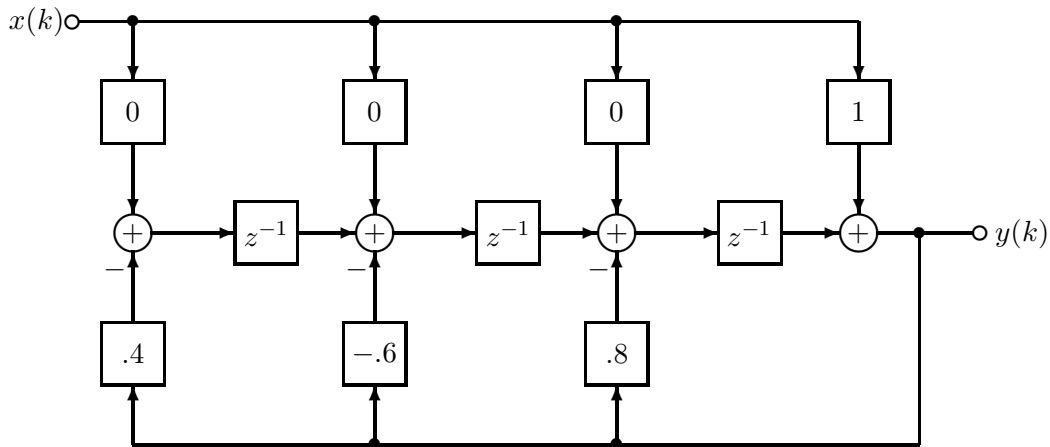 x(k)
0 0 0 1
+ z⁻¹ + z⁻¹ + z⁻¹ + y(k)
− − −
.4 −.6 .8